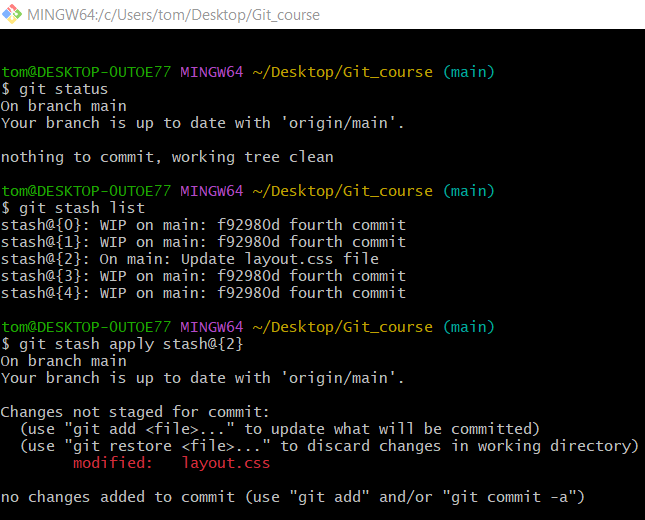 MINGW64:/c/Users/tom/Desktop/Git_course
tom@DESKTOP-OUTOE77 MINGW64 ~/Desktop/Git_course (main)
$ git status
On branch main
Your branch is up to date with 'origin/main'.
nothing to commit, working tree clean
tom@DESKTOP-OUTOE77 MINGW64 ~/Desktop/Git_course (main)
$ git stash list
stash@{0}: WIP on main: f92980d fourth commit
stash@{1}: WIP on main: f92980d fourth commit
stash@{2}: On main: Update layout.css file
stash@{3}: WIP on main: f92980d fourth commit
stash@{4}: WIP on main: f92980d fourth commit
tom@DESKTOP-OUTOE77 MINGW64 ~/Desktop/Git_course (main)
$ git stash apply stash@{2}
On branch main
Your branch is up to date with 'origin/main'.
Changes not staged for commit:
  (use "git add <file>..." to update what will be committed)
  (use "git restore <file>..." to discard changes in working directory)
        modified:   layout.css
no changes added to commit (use "git add" and/or "git commit -a")